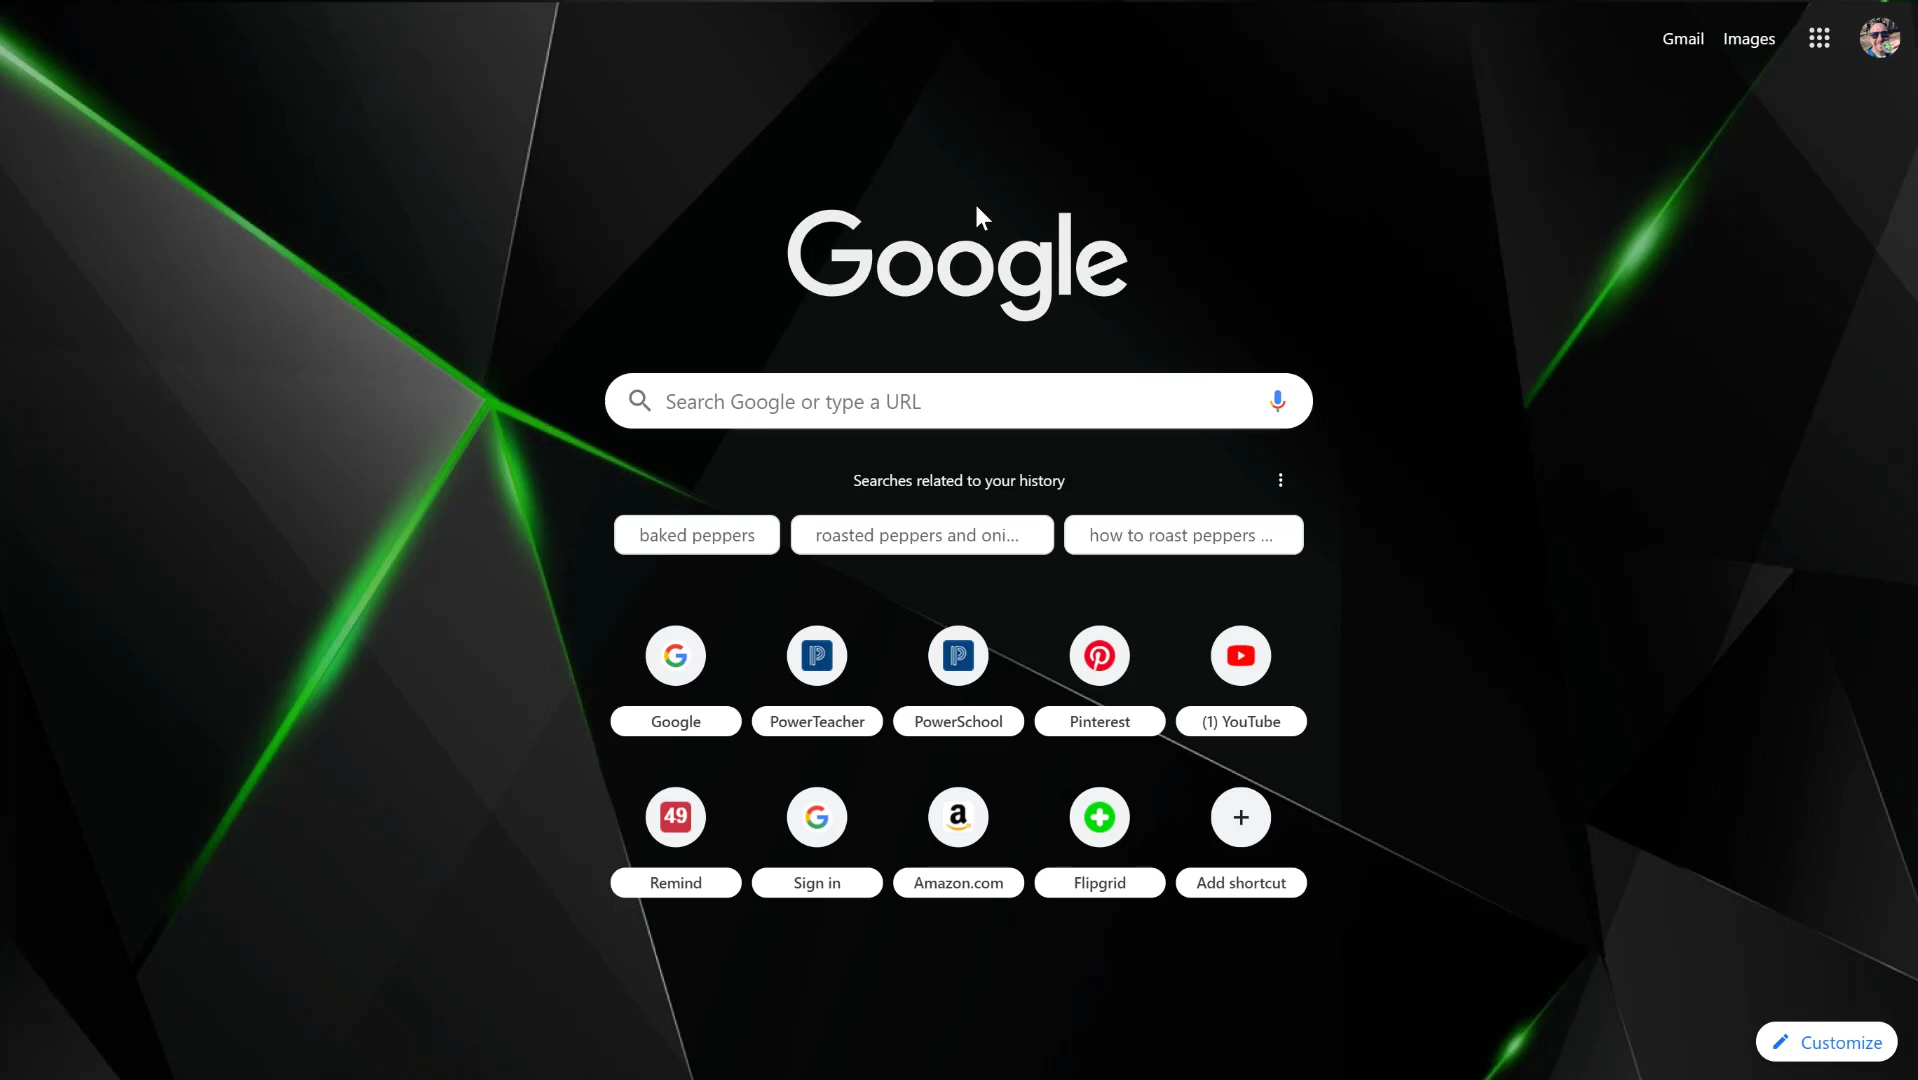 Gmail Images
Google
Search Google or type a URL
Searches related to your history
baked peppers roasted peppers and oni... how to roast peppers ...
Google PowerTeacher PowerSchool Pinterest (1) YouTube
49 a
Remind Sign in Amazon.com Flipgrid Add shortcut
Customize